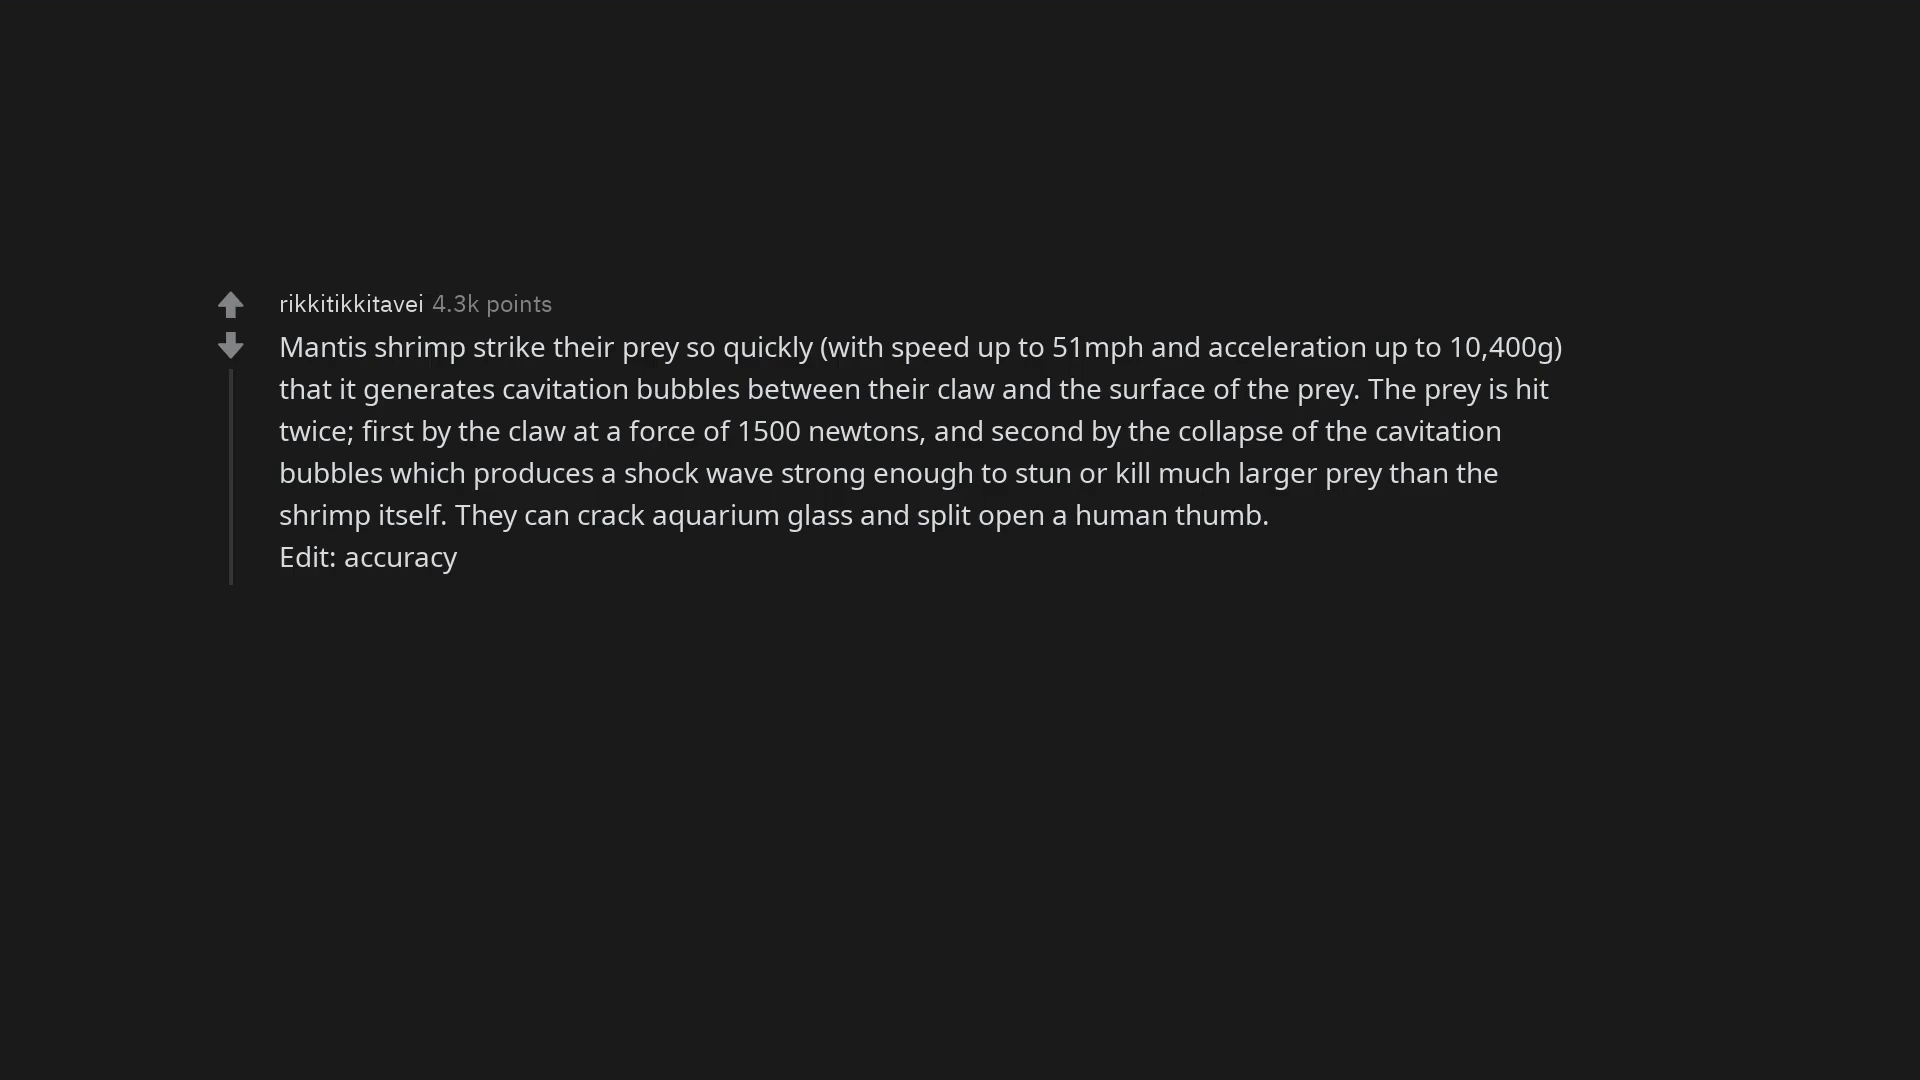 rikkitikkitavei 4.3k points
Mantis shrimp strike their prey so quickly (with speed up to 51mph and acceleration up to 10,400g)
that it generates cavitation bubbles between their claw and the surface of the prey. The prey is hit
twice; first by the claw at a force of 1500 newtons, and second by the collapse of the cavitation
bubbles which produces a shock wave strong enough to stun or kill much larger prey than the
shrimp itself. They can crack aquarium glass and split open a human thumb.
Edit: accuracy